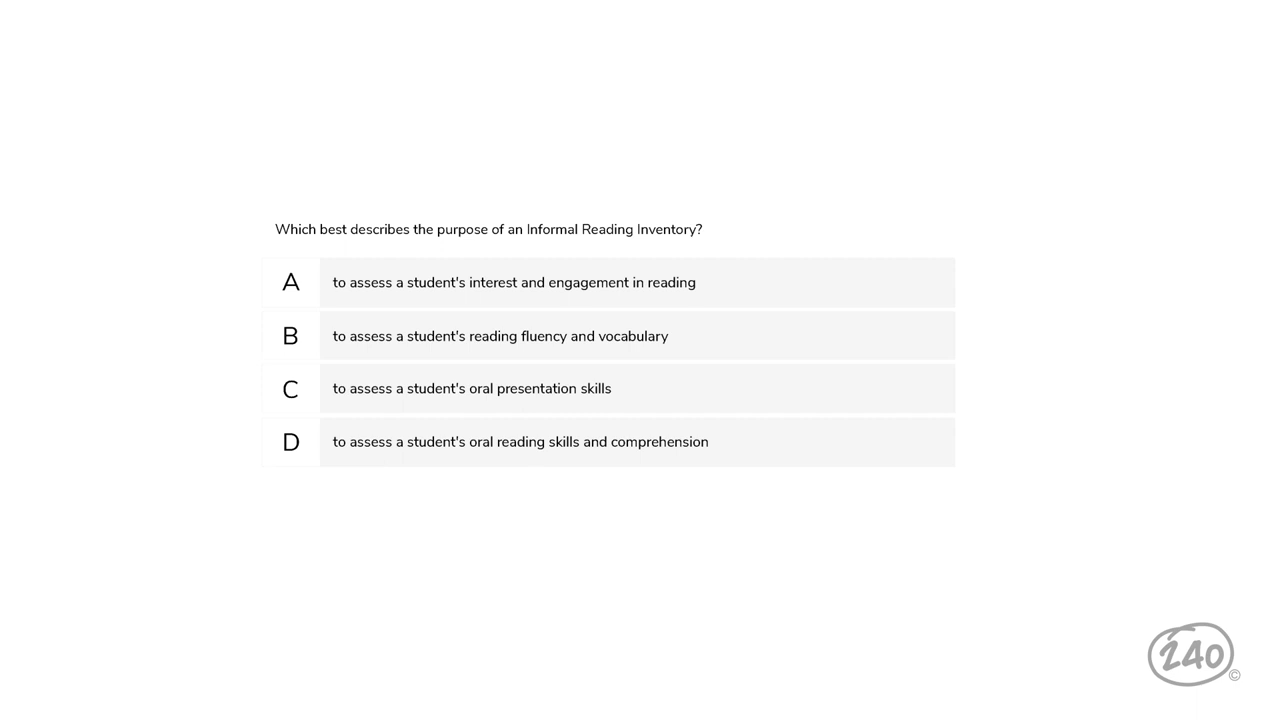 Which best describes the purpose of an Informal Reading Inventory?
A to assess a student's interest and engagement in reading
B to assess a student's reading fluency and vocabulary
C to assess a student's oral presentation skills
D to assess a student's oral reading skills and comprehension
240
©